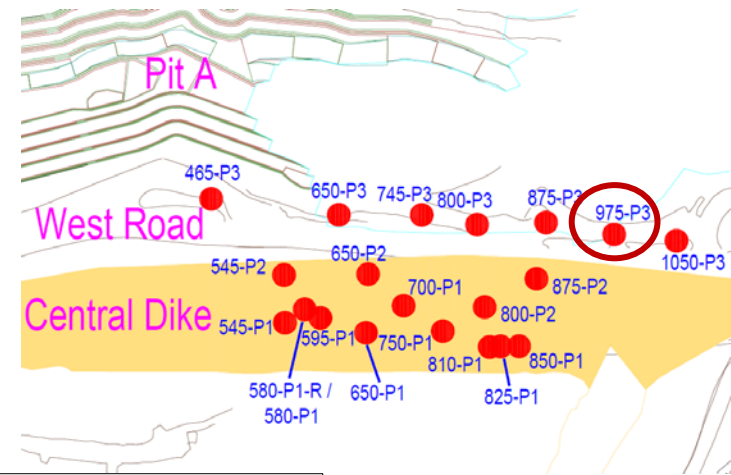 Pit A
465-P3
650-P3
745-P3
800-P3
875-P3
975-P3
West Road
1050-P3
650-P2
545-P2
875-P2
700-P1
Central Dike
800-P2
545-P1
595-P1
750-P1
810-P1
850-P1
580-P1-R /
580-P1
650-P1
825-P1